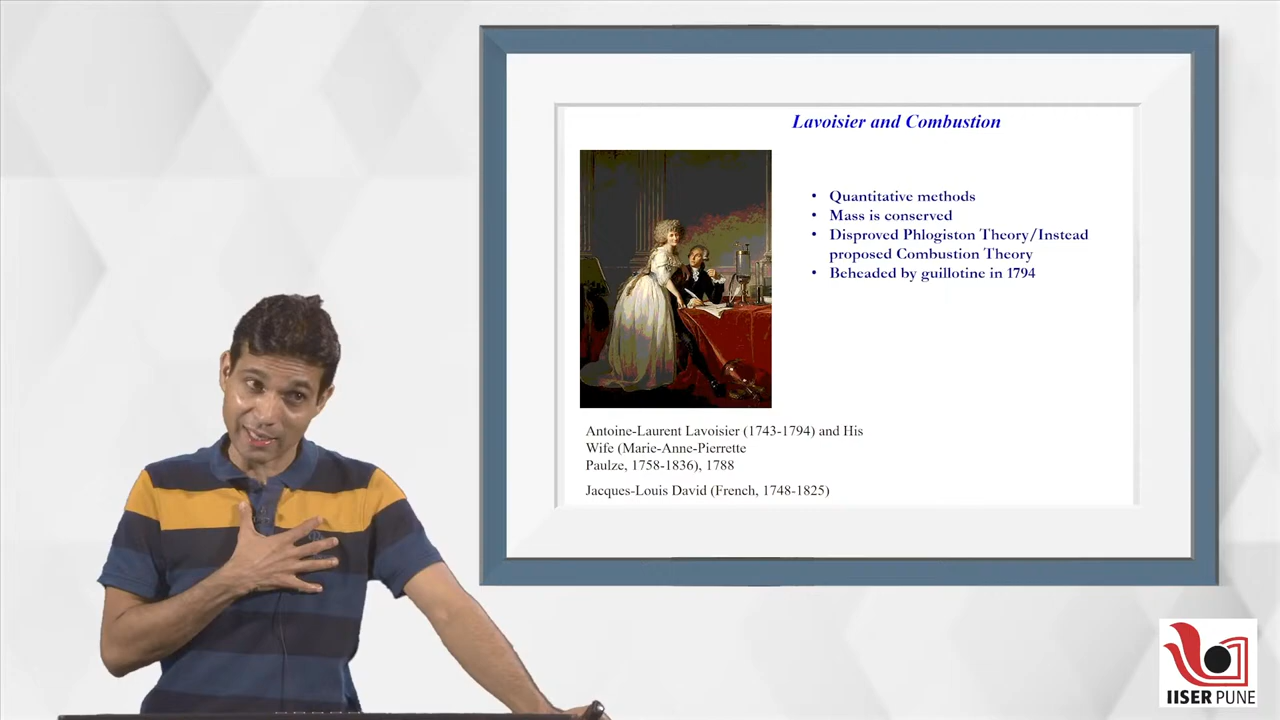 Lavoisier and Combustion
• Quantitative methods
• Mass is conserved
• Disproved Phlogiston Theory/Instead
proposed Combustion Theory
• Beheaded by guillotine in 1794
Antoine-Laurent Lavoisier (1743-1794) and His
Wife (Marie-Anne-Pierrette
Paulze, 1758-1836), 1788
Jacques-Louis David (French, 1748-1825)
IISER PUNE